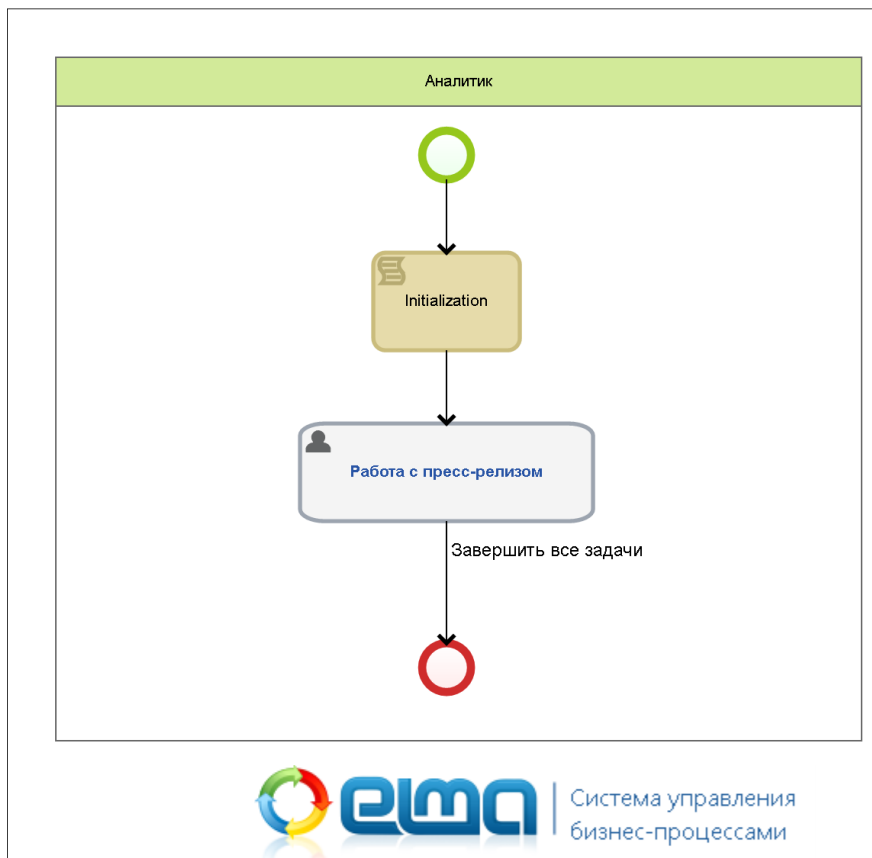 Аналитик
Initialization
Работа с пресс-релизом
Завершить все задачи
elma
Система управления
бизнес-процессами